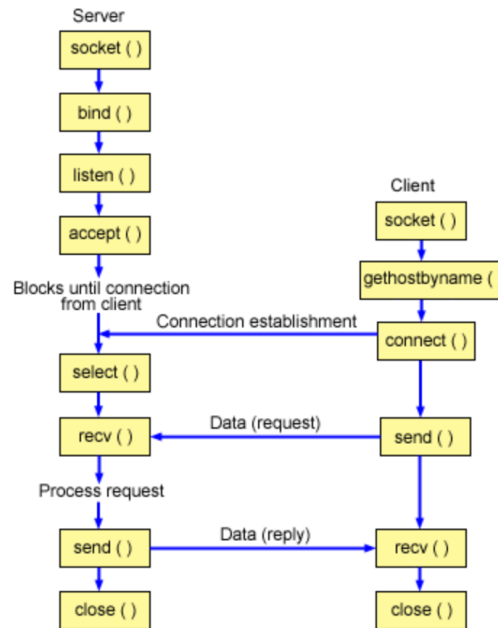 Server
socket ( )
bind ( )
listen ( )
accept ( )
Blocks until connection
from client
select ( )
recv ( )
Process request
send ( )
close ( )
Connection establishment
Data (request)
Data (reply)
Client
socket ( )
gethostbyname (
connect ( )
send ( )
recv ( )
close ( )